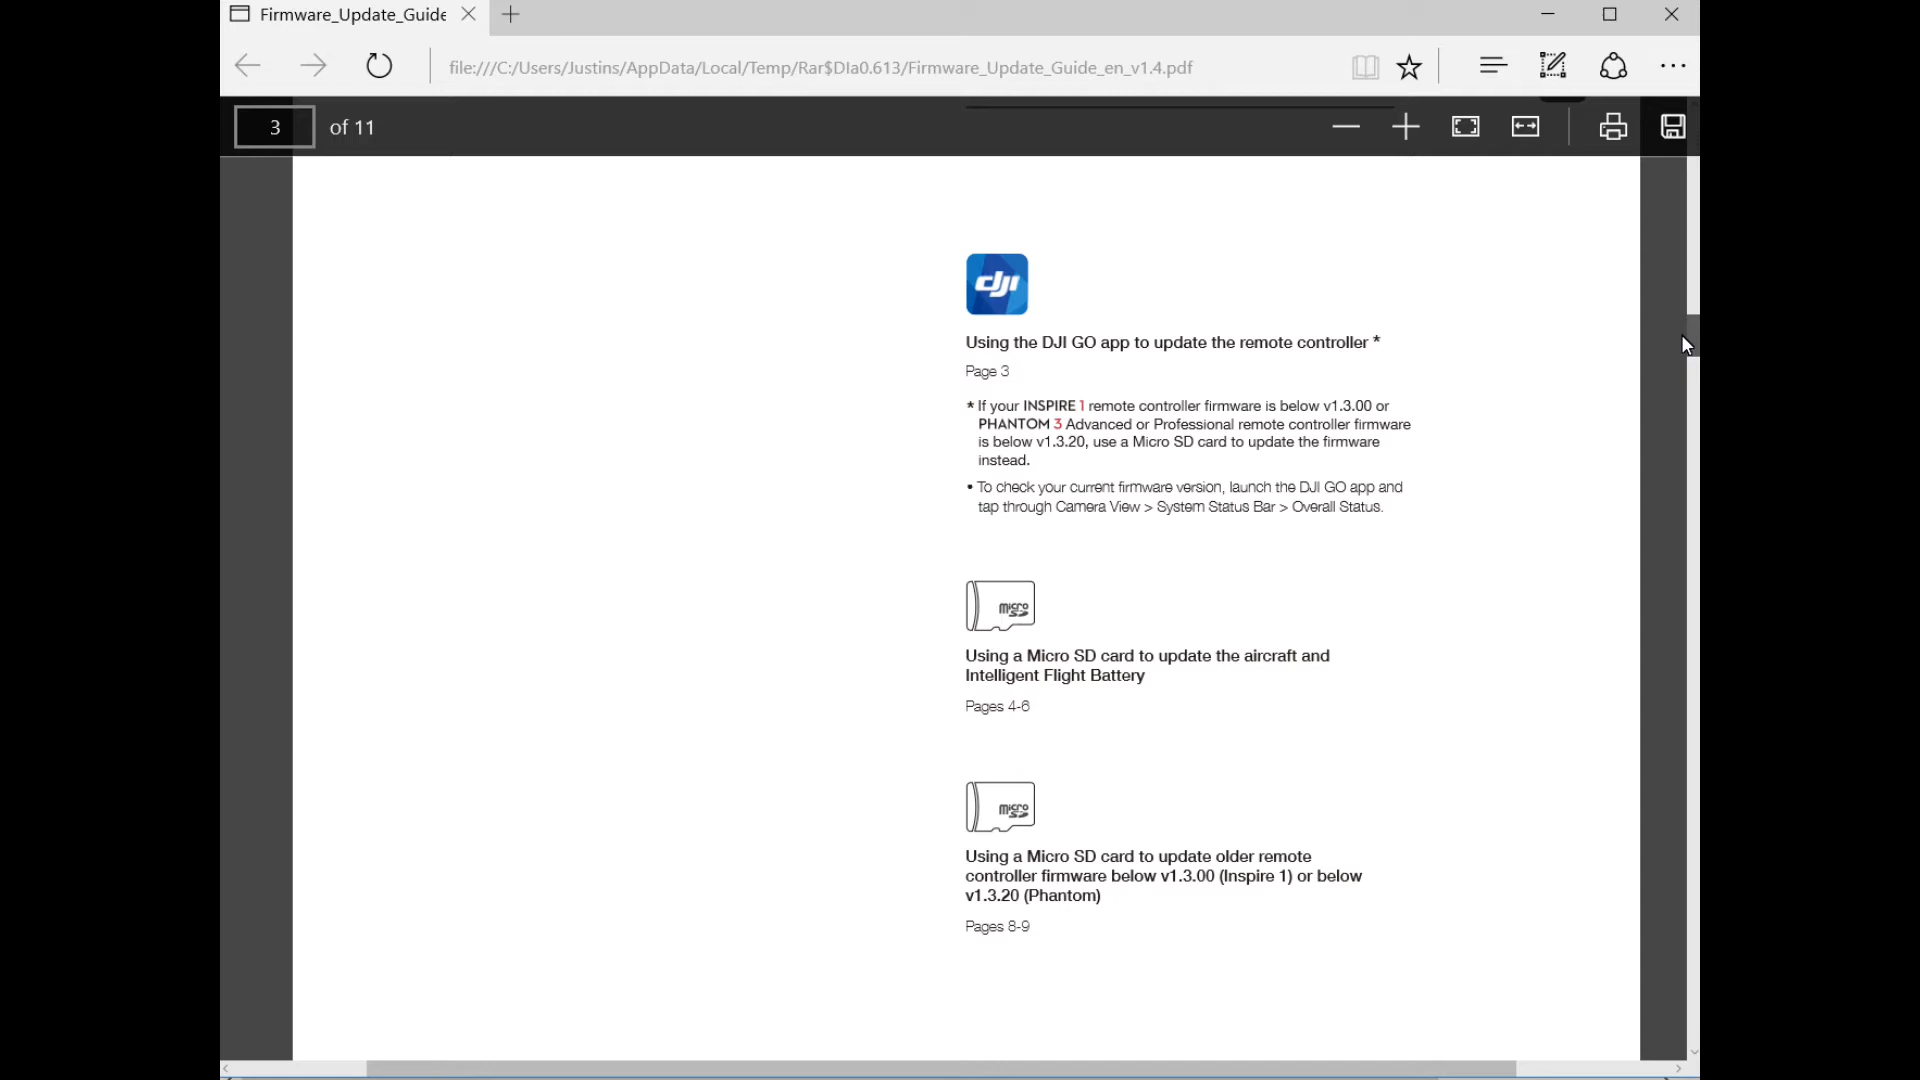 Firmware_Update_Guide
file:///C:/Users/Justins/AppData/Local/Temp/Rar$DIa0.613/Firmware_Update_Guide_en_v1.4.pdf
3 of 11
dji
Using the DJI GO app to update the remote controller *
Page 3
* If your INSPIRE 1 remote controller firmware is below v1.3.00 or
PHANTOM 3 Advanced or Professional remote controller firmware
is below v1.3.20, use a Micro SD card to update the firmware
instead.
• To check your current firmware version, launch the DJI GO app and
tap through Camera View > System Status Bar > Overall Status.
micro SD
Using a Micro SD card to update the aircraft and
Intelligent Flight Battery
Pages 4-6
micro SD
Using a Micro SD card to update older remote
controller firmware below v1.3.00 (Inspire 1) or below
v1.3.20 (Phantom)
Pages 8-9